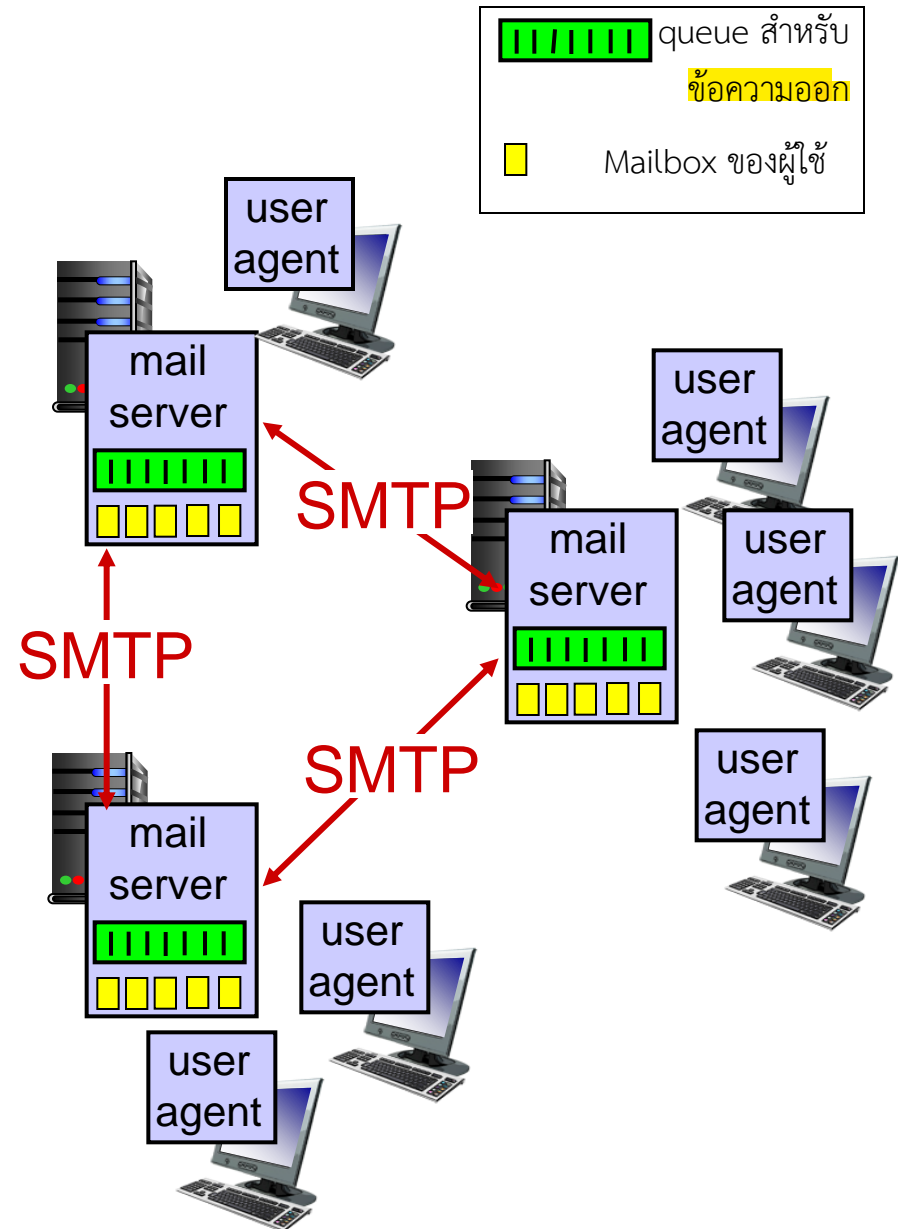 queue สำหรับ
ข้อความออก
Mailbox ของผู้ใช้
user
agent
mail
server
SMTP
user
agent
mail
server
user
agent
SMTP
SMTP
user
agent
mail
server
user
agent
user
agent